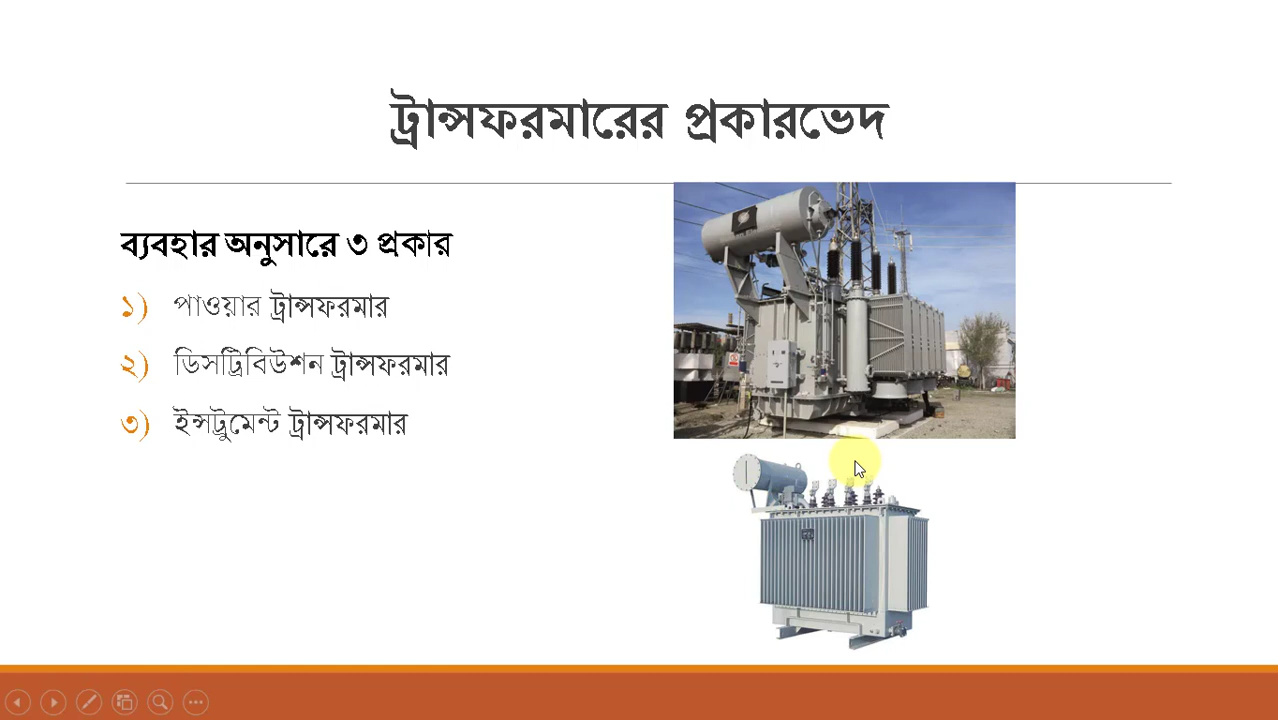 ট্রান্সফরমারের প্রকারভেদ
ব্যবহার অনুসারে ৩ প্রকার
১) পাওয়ার ট্রান্সফরমার
২) ডিসট্রিবিউশন ট্রান্সফরমার
৩) ইন্সট্রুমেন্ট ট্রান্সফরমার